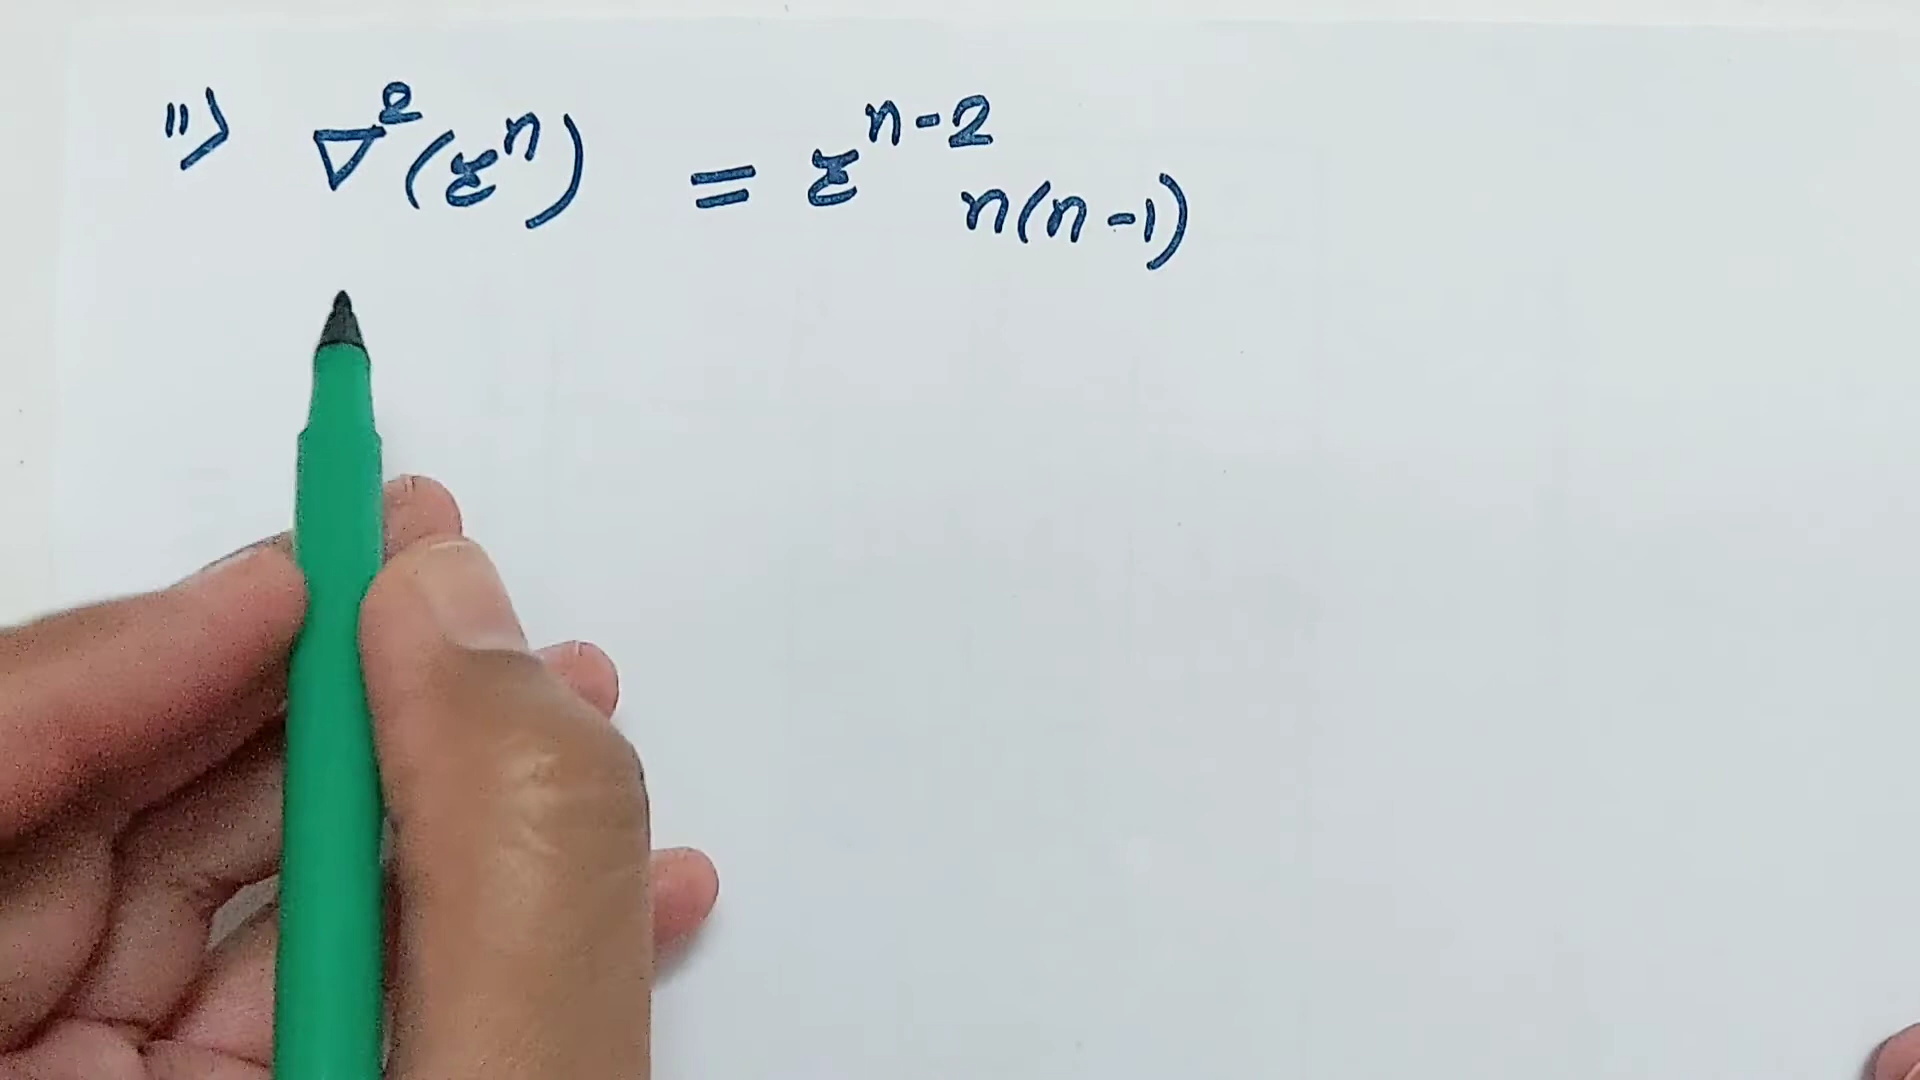 ii) ∇²(r^n) = r^(n-2) n(n-1)